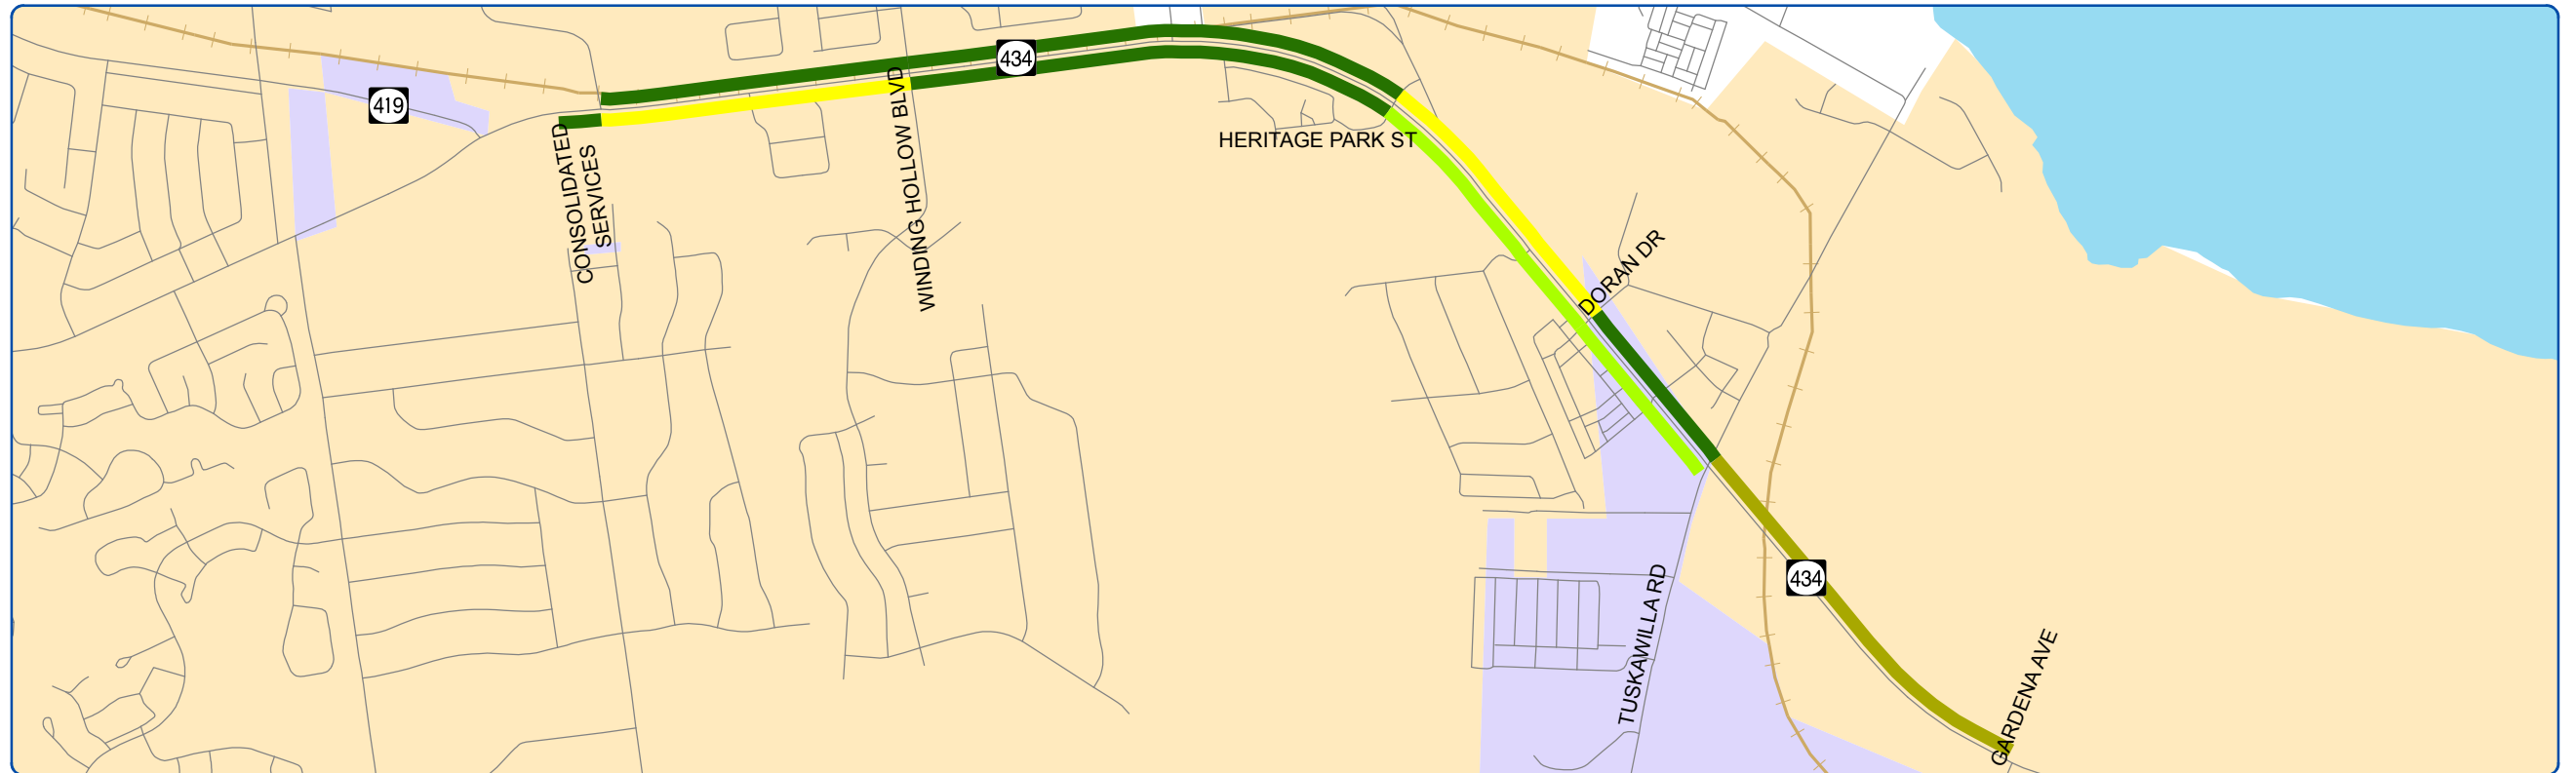 434
419
HERITAGE PARK ST
CONSOLIDATED
SERVICES
WINDING HOLLOW BLVD
DORAN DR
434
TUSKAWILLA RD
GARDENA AVE